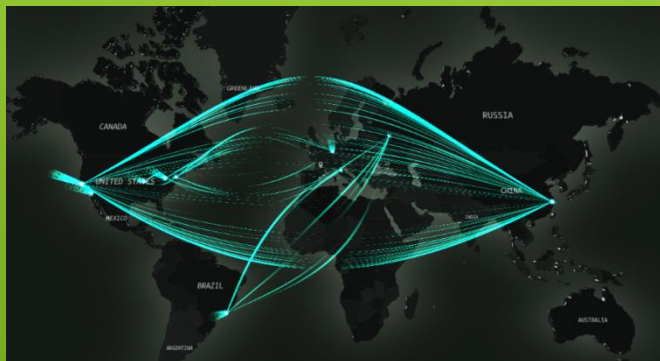 GREENLAND
CANADA
RUSSIA
UNITED STATES
CHINA
MEXICO
INDIA
BRAZIL
AUSTRALIA
ARGENTINA